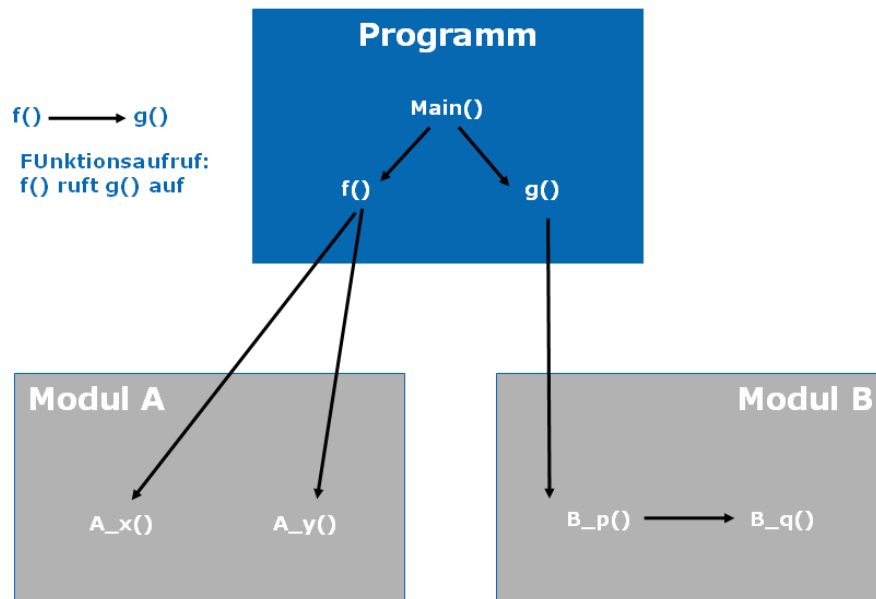 Programm
Main()
f() g()
FUnktionsaufruf:
f() ruft g() auf
f() g()
Modul A
Modul B
A_x() A_y()
B_p() B_q()